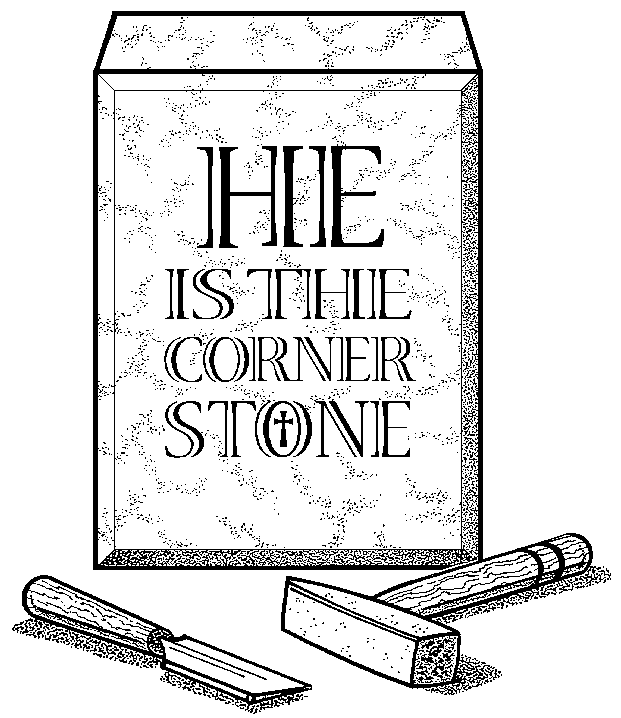 HE
IS THE
CORNER
STONE